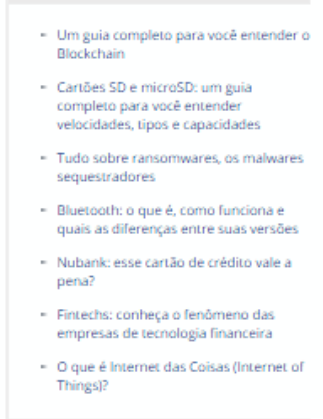 - Um guia completo para você entender o
Blockchain
- Cartões SD e microSD: um guia
completo para você entender
velocidades, tipos e capacidades
- Tudo sobre ransomwares, os malwares
sequestradores
- Bluetooth: o que é, como funciona e
quais as diferenças entre suas versões
- Nubank: esse cartão de crédito vale a
pena?
- Fintechs: conheça o fenômeno das
empresas de tecnologia financeira
- O que é Internet das Coisas (Internet of
Things)?